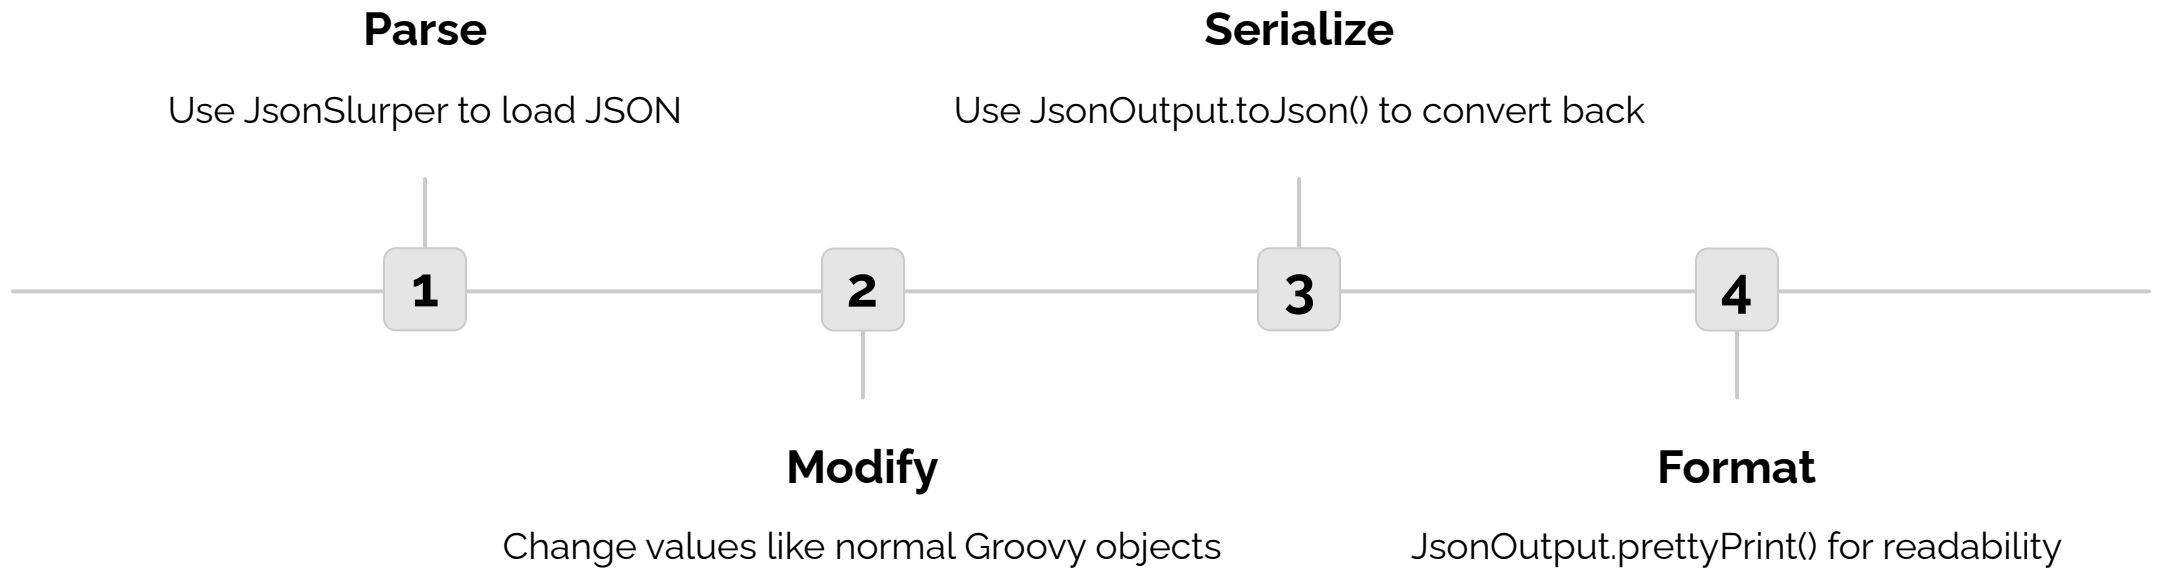 Parse
Use JsonSlurper to load JSON
1
2
Modify
Change values like normal Groovy objects
Serialize
Use JsonOutput.toJson() to convert back
3
4
Format
JsonOutput.prettyPrint() for readability